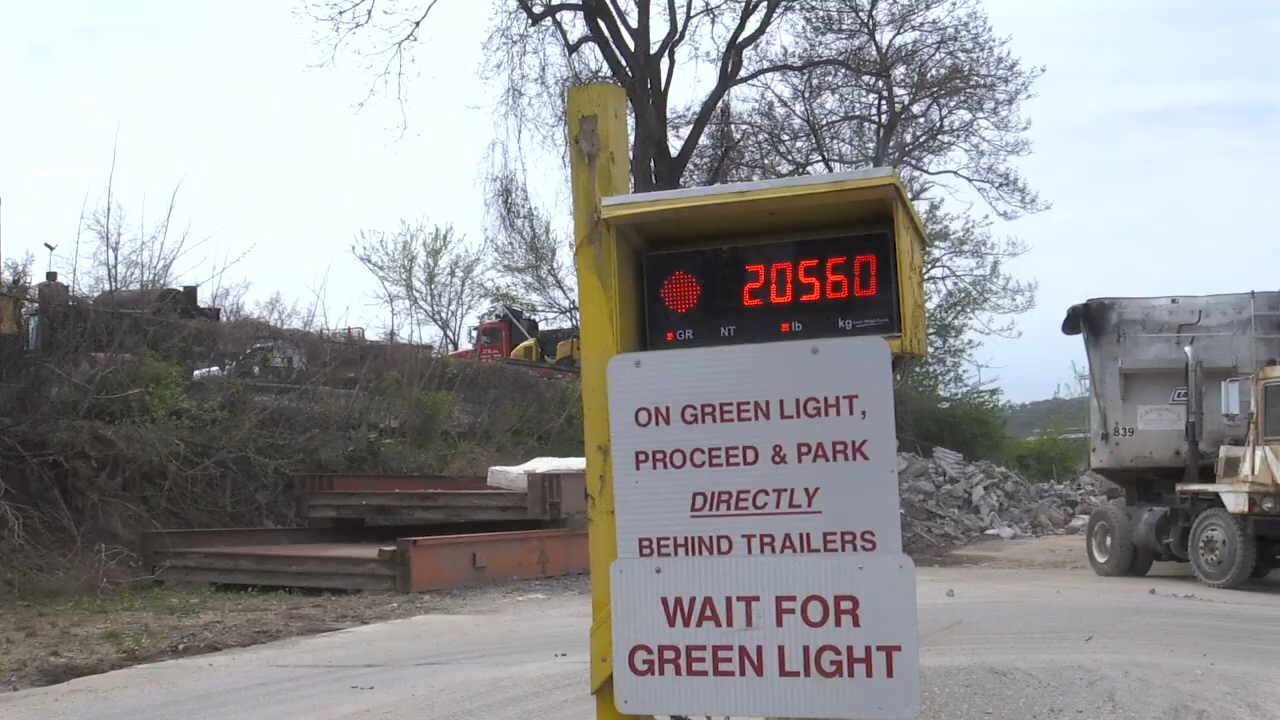 20560
GR NT lb kg
ON GREEN LIGHT,
PROCEED & PARK
DIRECTLY
BEHIND TRAILERS
WAIT FOR
GREEN LIGHT
839